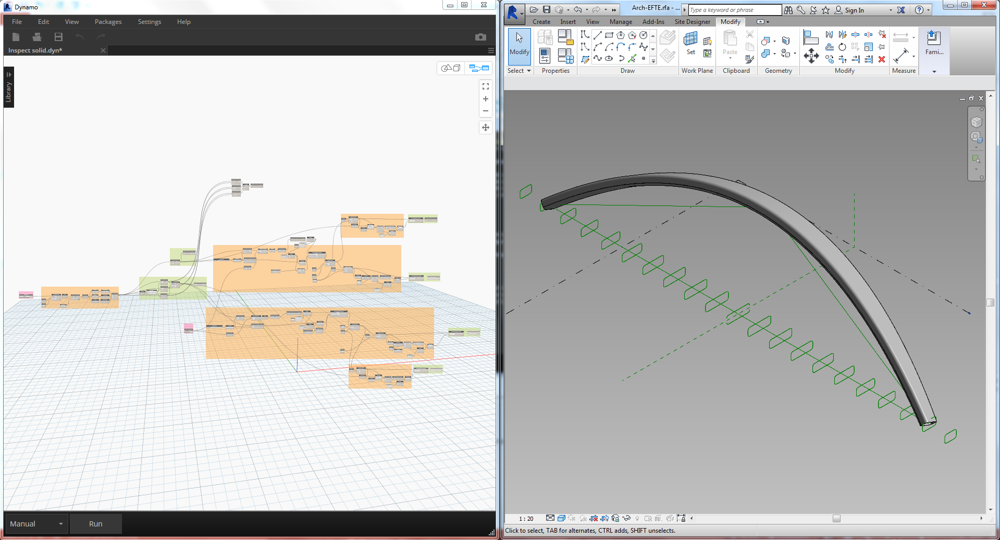 Dynamo
File Edit View Packages Settings Help
Inspect solid.dyn*
Library
Manual Run
Arch-EFTE.rfa - ... Type a keyword or phrase Sign In
Create Insert View Manage Add-Ins Site Designer Modify
Modify Set Paste Fami...
Select Properties Draw Work Plane Clipboard Geometry Modify Measure
1 : 20
Click to select, TAB for alternates, CTRL adds, SHIFT unselects.